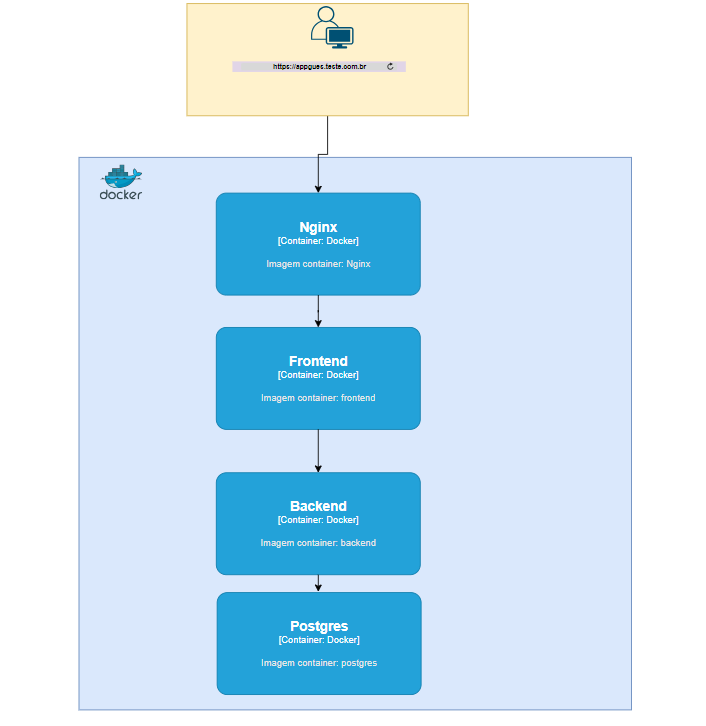 https://appgues.teste.com.br
docker
Nginx
[Container: Docker]
Imagem container: Nginx
Frontend
[Container: Docker]
Imagem container: frontend
Backend
[Container: Docker]
Imagem container: backend
Postgres
[Container: Docker]
Imagem container: postgres